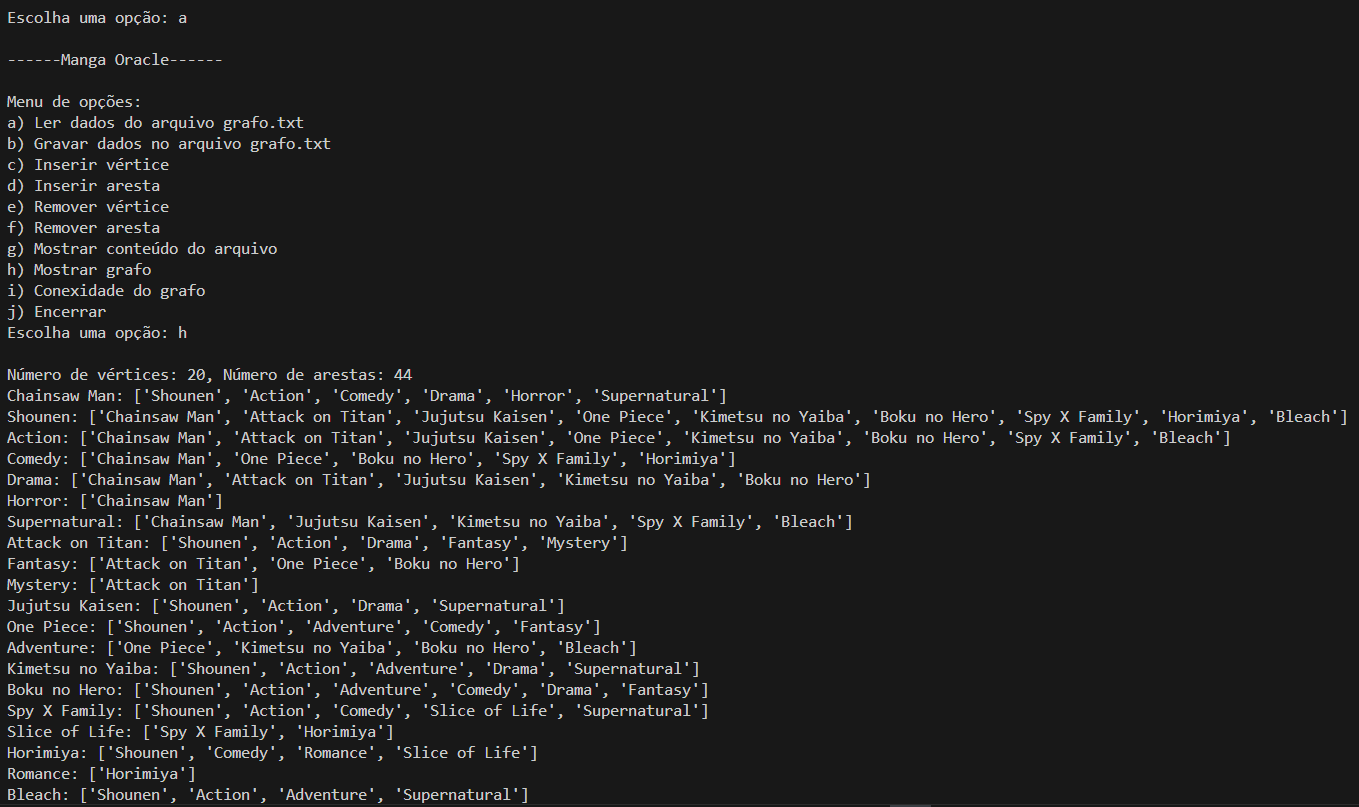 Escolha uma opção: a
------Manga Oracle------
Menu de opções:
a) Ler dados do arquivo grafo.txt
b) Gravar dados no arquivo grafo.txt
c) Inserir vértice
d) Inserir aresta
e) Remover vértice
f) Remover aresta
g) Mostrar conteúdo do arquivo
h) Mostrar grafo
i) Conexidade do grafo
j) Encerrar
Escolha uma opção: h
Número de vértices: 20, Número de arestas: 44
Chainsaw Man: ['Shounen', 'Action', 'Comedy', 'Drama', 'Horror', 'Supernatural']
Shounen: ['Chainsaw Man', 'Attack on Titan', 'Jujutsu Kaisen', 'One Piece', 'Kimetsu no Yaiba', 'Boku no Hero', 'Spy X Family', 'Horimiya', 'Bleach']
Action: ['Chainsaw Man', 'Attack on Titan', 'Jujutsu Kaisen', 'One Piece', 'Kimetsu no Yaiba', 'Boku no Hero', 'Spy X Family', 'Bleach']
Comedy: ['Chainsaw Man', 'One Piece', 'Boku no Hero', 'Spy X Family', 'Horimiya']
Drama: ['Chainsaw Man', 'Attack on Titan', 'Jujutsu Kaisen', 'Kimetsu no Yaiba', 'Boku no Hero']
Horror: ['Chainsaw Man']
Supernatural: ['Chainsaw Man', 'Jujutsu Kaisen', 'Kimetsu no Yaiba', 'Spy X Family', 'Bleach']
Attack on Titan: ['Shounen', 'Action', 'Drama', 'Fantasy', 'Mystery']
Fantasy: ['Attack on Titan', 'One Piece', 'Boku no Hero']
Mystery: ['Attack on Titan']
Jujutsu Kaisen: ['Shounen', 'Action', 'Drama', 'Supernatural']
One Piece: ['Shounen', 'Action', 'Adventure', 'Comedy', 'Fantasy']
Adventure: ['One Piece', 'Kimetsu no Yaiba', 'Boku no Hero', 'Bleach']
Kimetsu no Yaiba: ['Shounen', 'Action', 'Adventure', 'Drama', 'Supernatural']
Boku no Hero: ['Shounen', 'Action', 'Adventure', 'Comedy', 'Drama', 'Fantasy']
Spy X Family: ['Shounen', 'Action', 'Comedy', 'Slice of Life', 'Supernatural']
Slice of Life: ['Spy X Family', 'Horimiya']
Horimiya: ['Shounen', 'Comedy', 'Romance', 'Slice of Life']
Romance: ['Horimiya']
Bleach: ['Shounen', 'Action', 'Adventure', 'Supernatural']